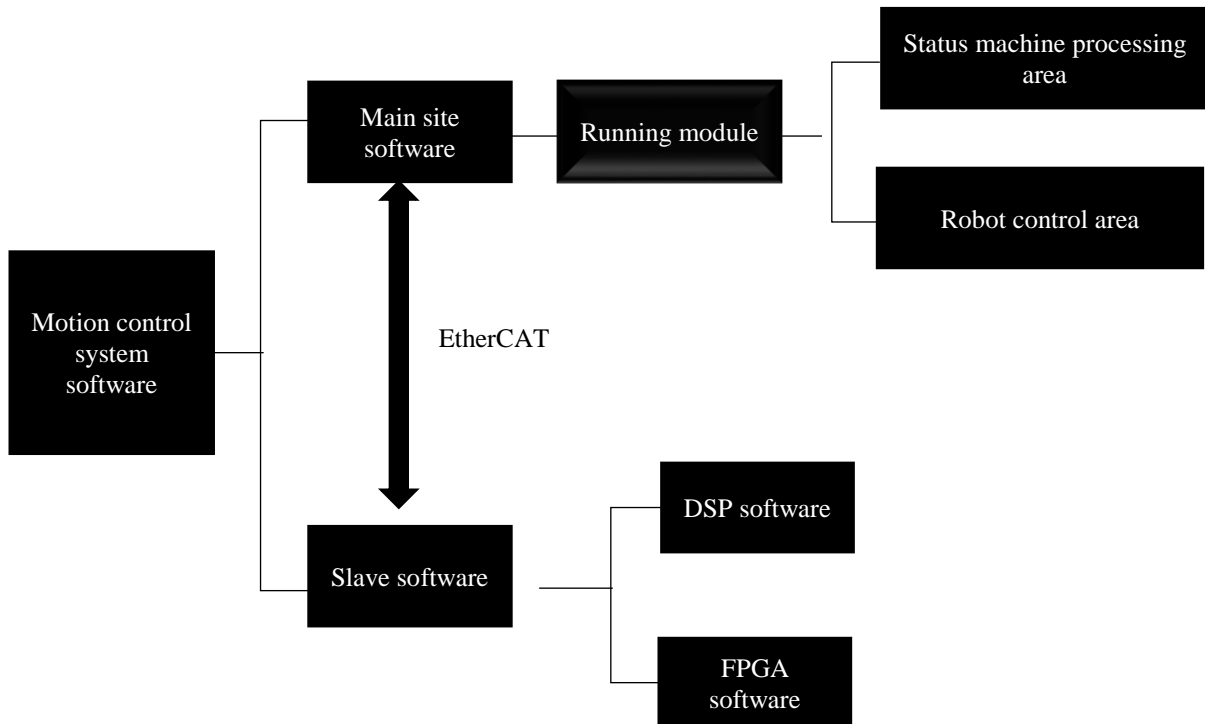 Status machine processing
area
Main site
software
Running module
Robot control area
Motion control
system
software
EtherCAT
DSP software
Slave software
FPGA
software